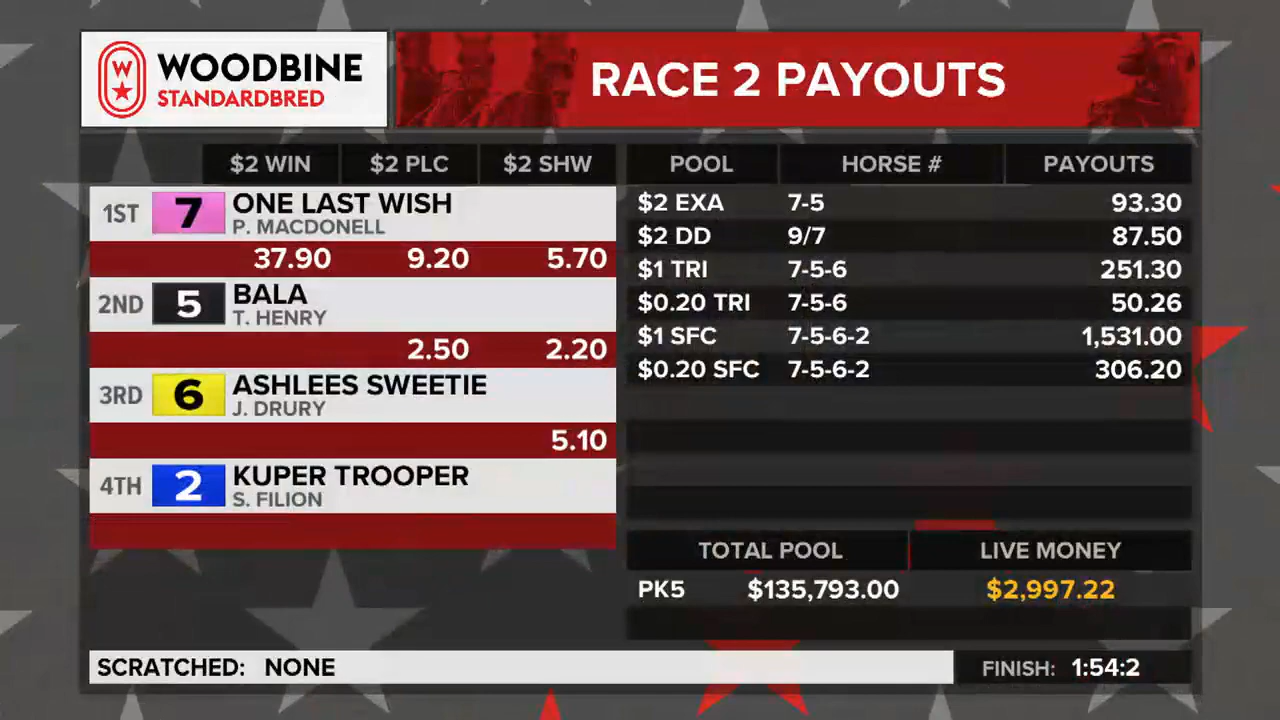 W
WOODBINE
STANDARDBRED
RACE 2 PAYOUTS
$2 WIN $2 PLC $2 SHW
1ST 7 ONE LAST WISH
P. MACDONELL
37.90 9.20 5.70
2ND 5 BALA
T. HENRY
2.50 2.20
3RD 6 ASHLEES SWEETIE
J. DRURY
5.10
4TH 2 KUPER TROOPER
S. FILION
POOL HORSE # PAYOUTS
$2 EXA 7-5 93.30
$2 DD 9/7 87.50
$1 TRI 7-5-6 251.30
$0.20 TRI 7-5-6 50.26
$1 SFC 7-5-6-2 1,531.00
$0.20 SFC 7-5-6-2 306.20
TOTAL POOL LIVE MONEY
PK5 $135,793.00 $2,997.22
SCRATCHED: NONE
FINISH: 1:54:2